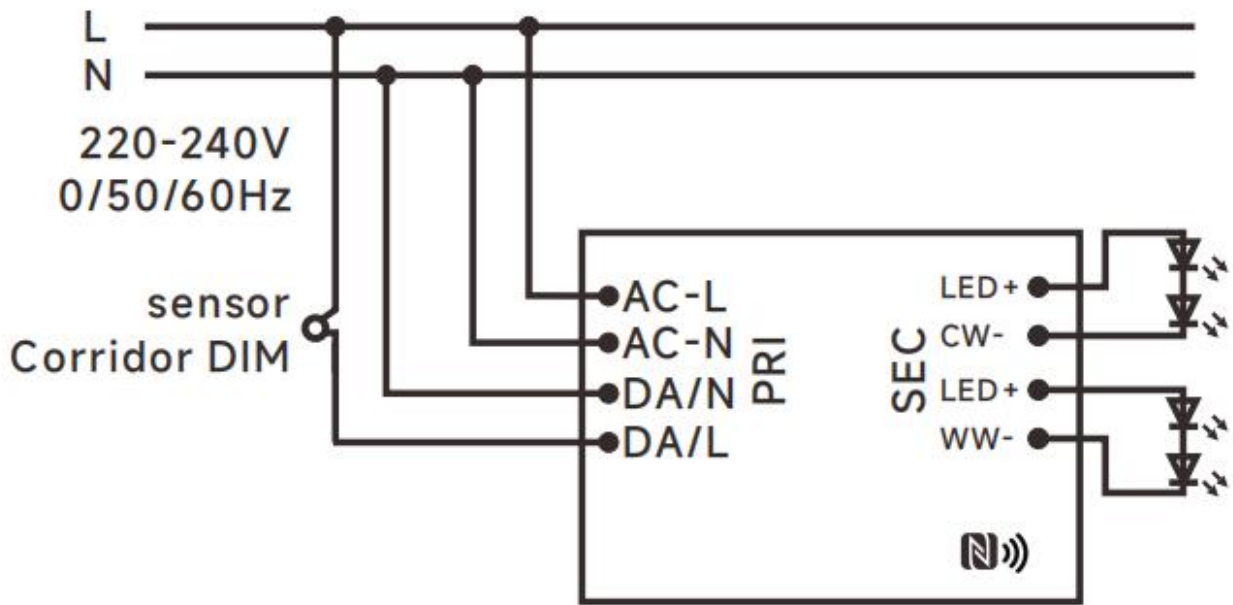 L
N
220-240V
0/50/60Hz
sensor
Corridor DIM
AC-L
AC-N
DA/N
DA/L
PRI
SEC
LED+
CW-
LED+
WW-